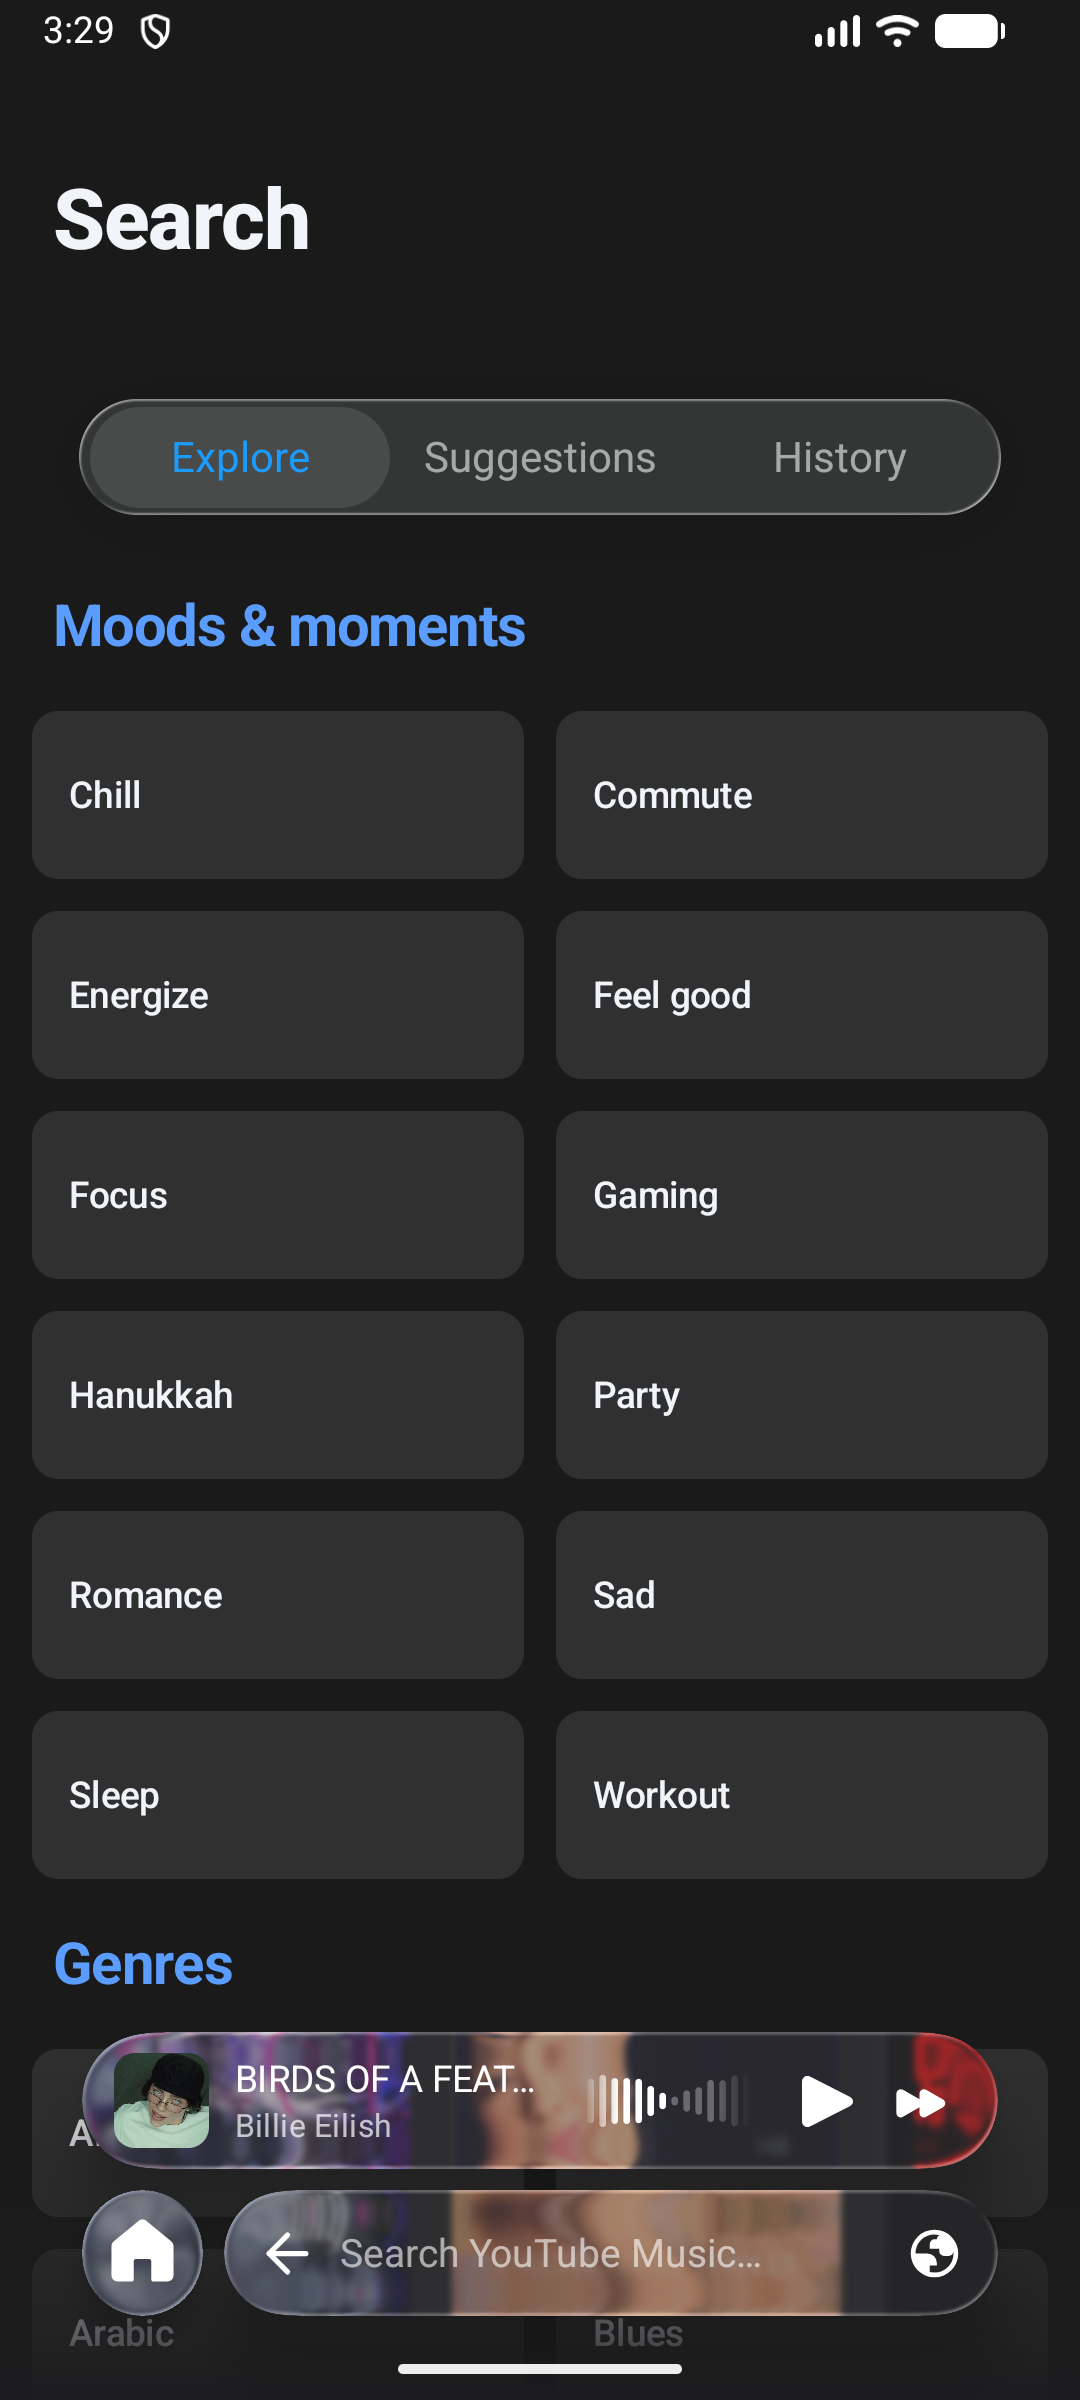 3:29
Search
Explore
Suggestions
History
Moods & moments
Chill
Commute
Energize
Feel good
Focus
Gaming
Hanukkah
Party
Romance
Sad
Sleep
Workout
Genres
BIRDS OF A FEAT...
Billie Eilish
Search YouTube Music...
Arabic
Blues